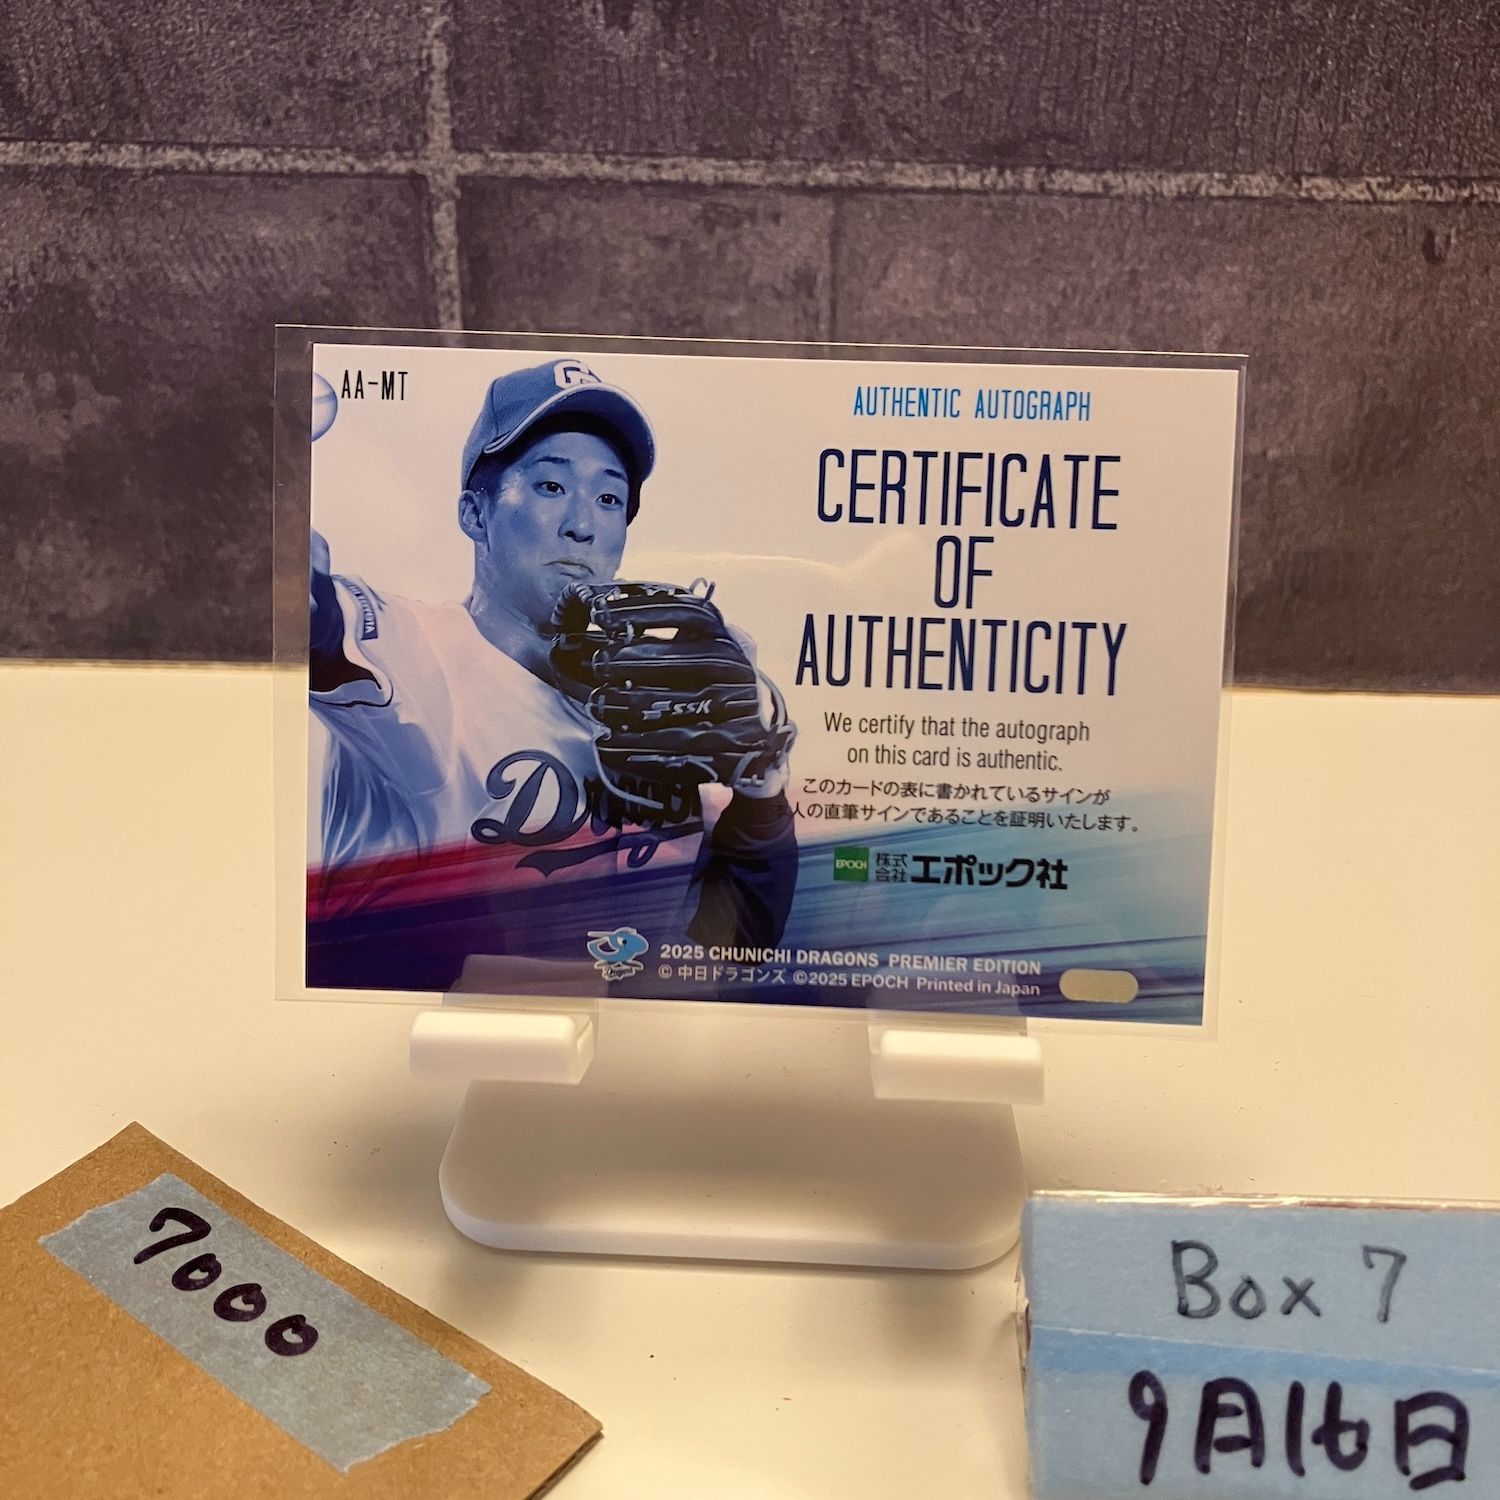 AA-MT
AUTHENTIC AUTOGRAPH
CERTIFICATE
OF
AUTHENTICITY
We certify that the autograph
on this card is authentic.
このカードの表に書かれているサインが
本人の直筆サインであることを証明いたします。
EPOCH 株式会社 エポック社
SSK
Dragons
2025 CHUNICHI DRAGONS PREMIER EDITION
© 中日ドラゴンズ ©2025 EPOCH Printed in Japan
7000
Box 7
9月16日